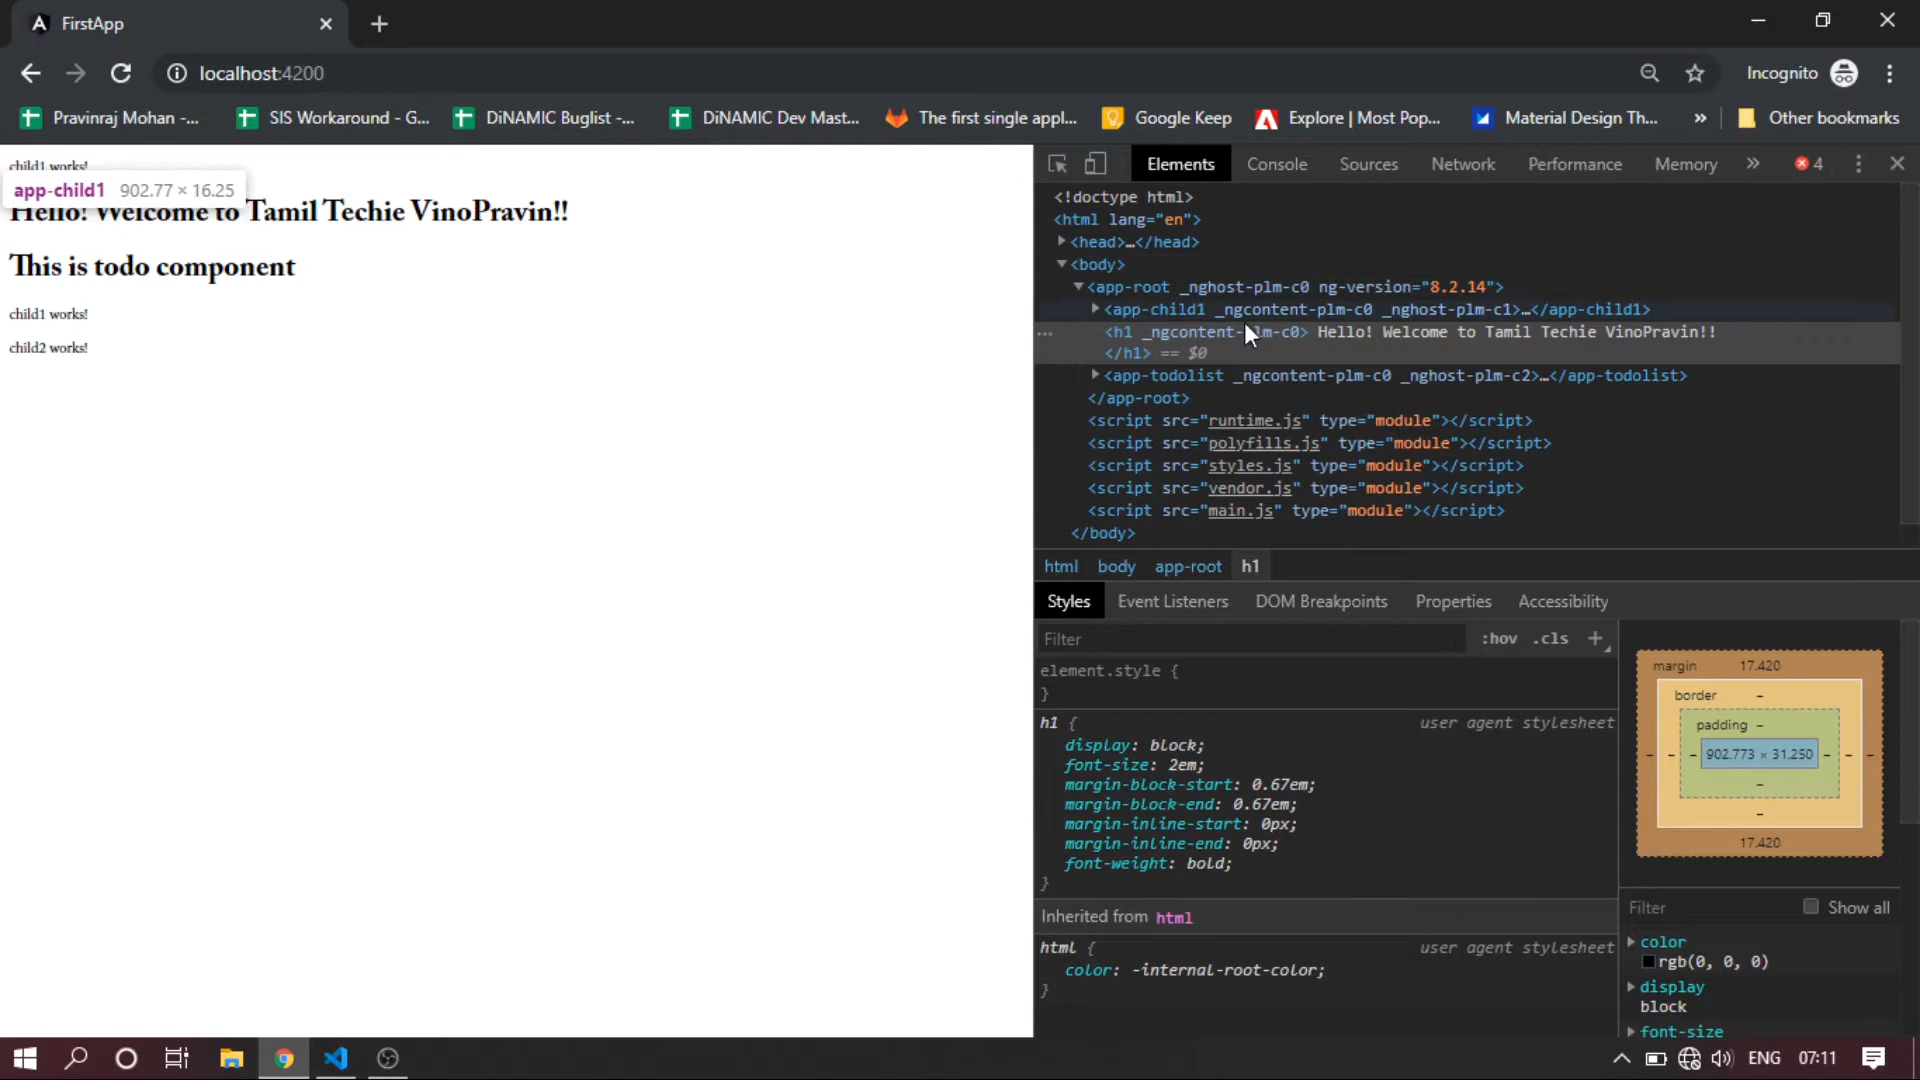 FirstApp
localhost:4200
Incognito
Pravinraj Mohan -...
SIS Workaround - G...
DiNAMIC Buglist -...
DiNAMIC Dev Mast...
The first single appl...
Google Keep
Explore | Most Pop...
Material Design Th...
»
Other bookmarks
child1 works!
app-child1 902.77 × 16.25
Hello! Welcome to Tamil Techie VinoPravin!!
This is todo component
child1 works!
child2 works!
Elements Console Sources Network Performance Memory » 4
<!doctype html>
<html lang="en">
<head>…</head>
<body>
<app-root _nghost-plm-c0 ng-version="8.2.14">
<app-child1 _ngcontent-plm-c0 _nghost-plm-c1>…</app-child1>
<h1 _ngcontent-plm-c0> Hello! Welcome to Tamil Techie VinoPravin!!
</h1> == $0
<app-todolist _ngcontent-plm-c0 _nghost-plm-c2>…</app-todolist>
</app-root>
<script src="runtime.js" type="module"></script>
<script src="polyfills.js" type="module"></script>
<script src="styles.js" type="module"></script>
<script src="vendor.js" type="module"></script>
<script src="main.js" type="module"></script>
</body>
html body app-root h1
Styles Event Listeners DOM Breakpoints Properties Accessibility
Filter :hov .cls +
element.style {
}
h1 { user agent stylesheet
display: block;
font-size: 2em;
margin-block-start: 0.67em;
margin-block-end: 0.67em;
margin-inline-start: 0px;
margin-inline-end: 0px;
font-weight: bold;
}
Inherited from html
html { user agent stylesheet
color: -internal-root-color;
}
margin 17.420
border –
padding –
– – – 902.773 × 31.250 – – –
–
–
17.420
Filter Show all
color
rgb(0, 0, 0)
display
block
font-size
ENG 07:11